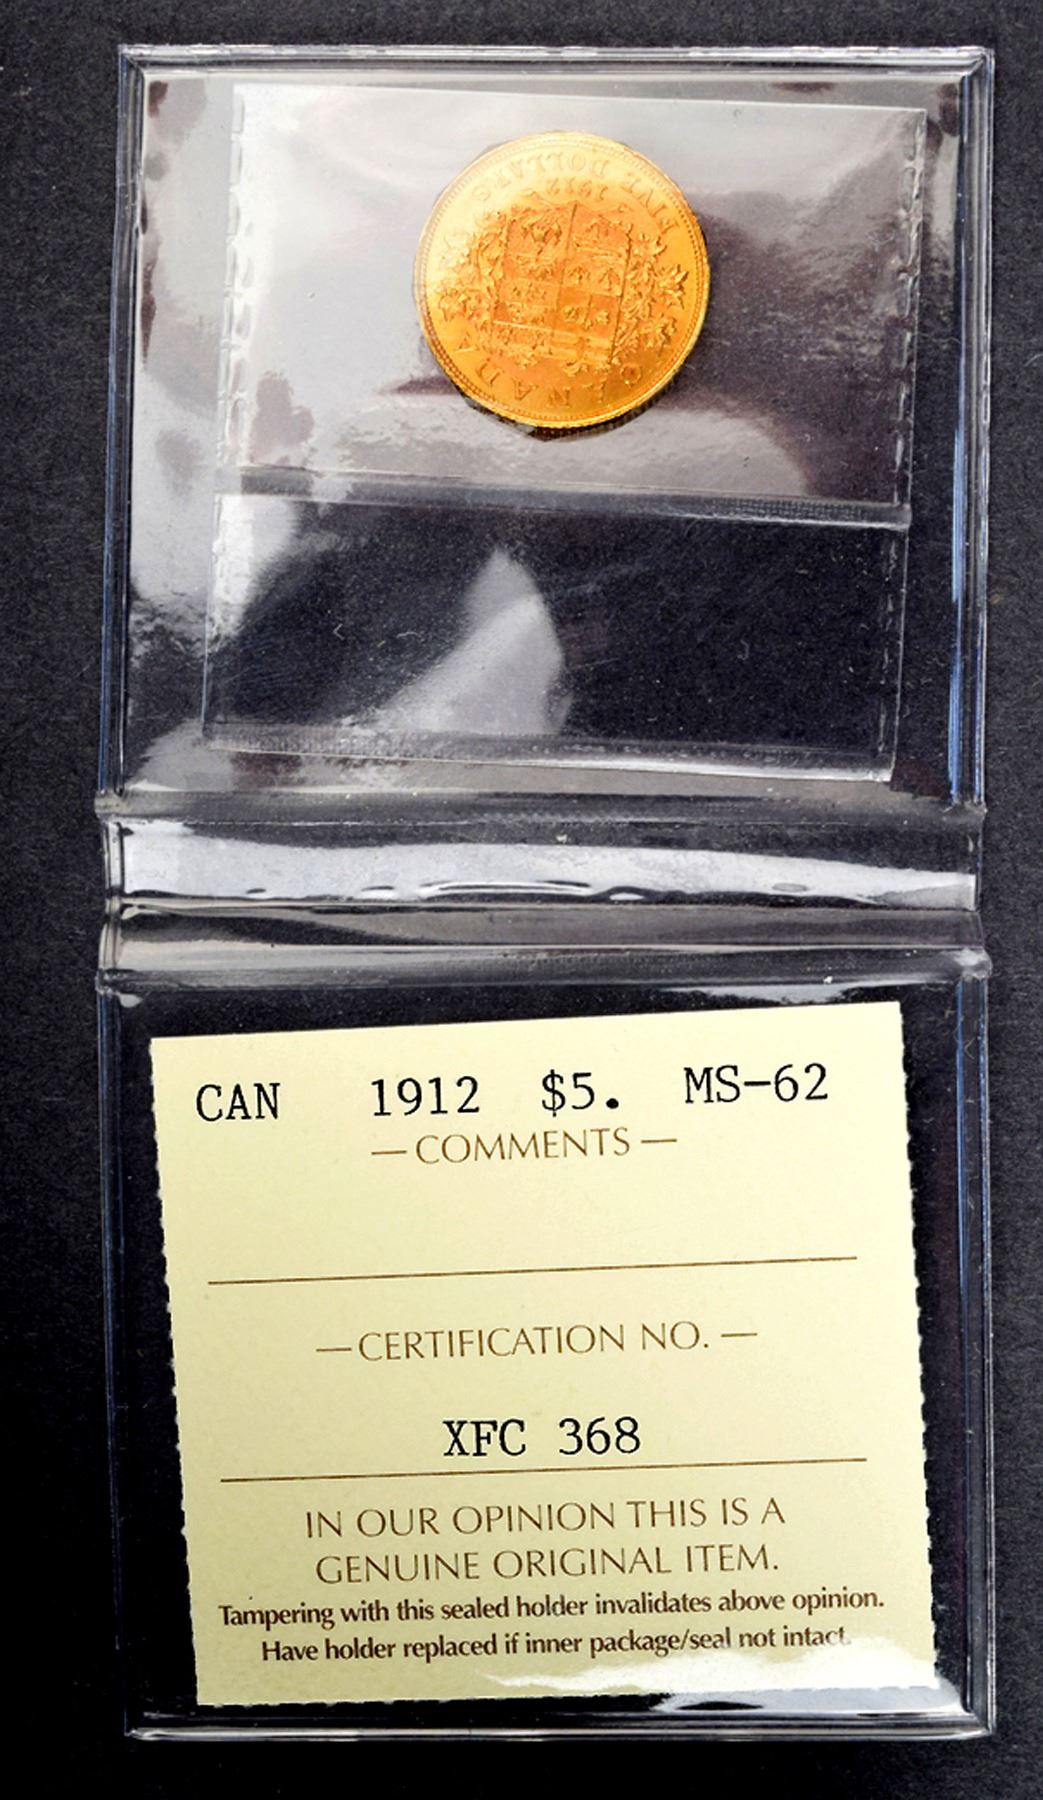 FIVE DOLLARS
1912
CANADA
CAN 1912 $5. MS-62
— COMMENTS —
— CERTIFICATION NO. —
XFC 368
IN OUR OPINION THIS IS A
GENUINE ORIGINAL ITEM.
Tampering with this sealed holder invalidates above opinion.
Have holder replaced if inner package/seal not intact.